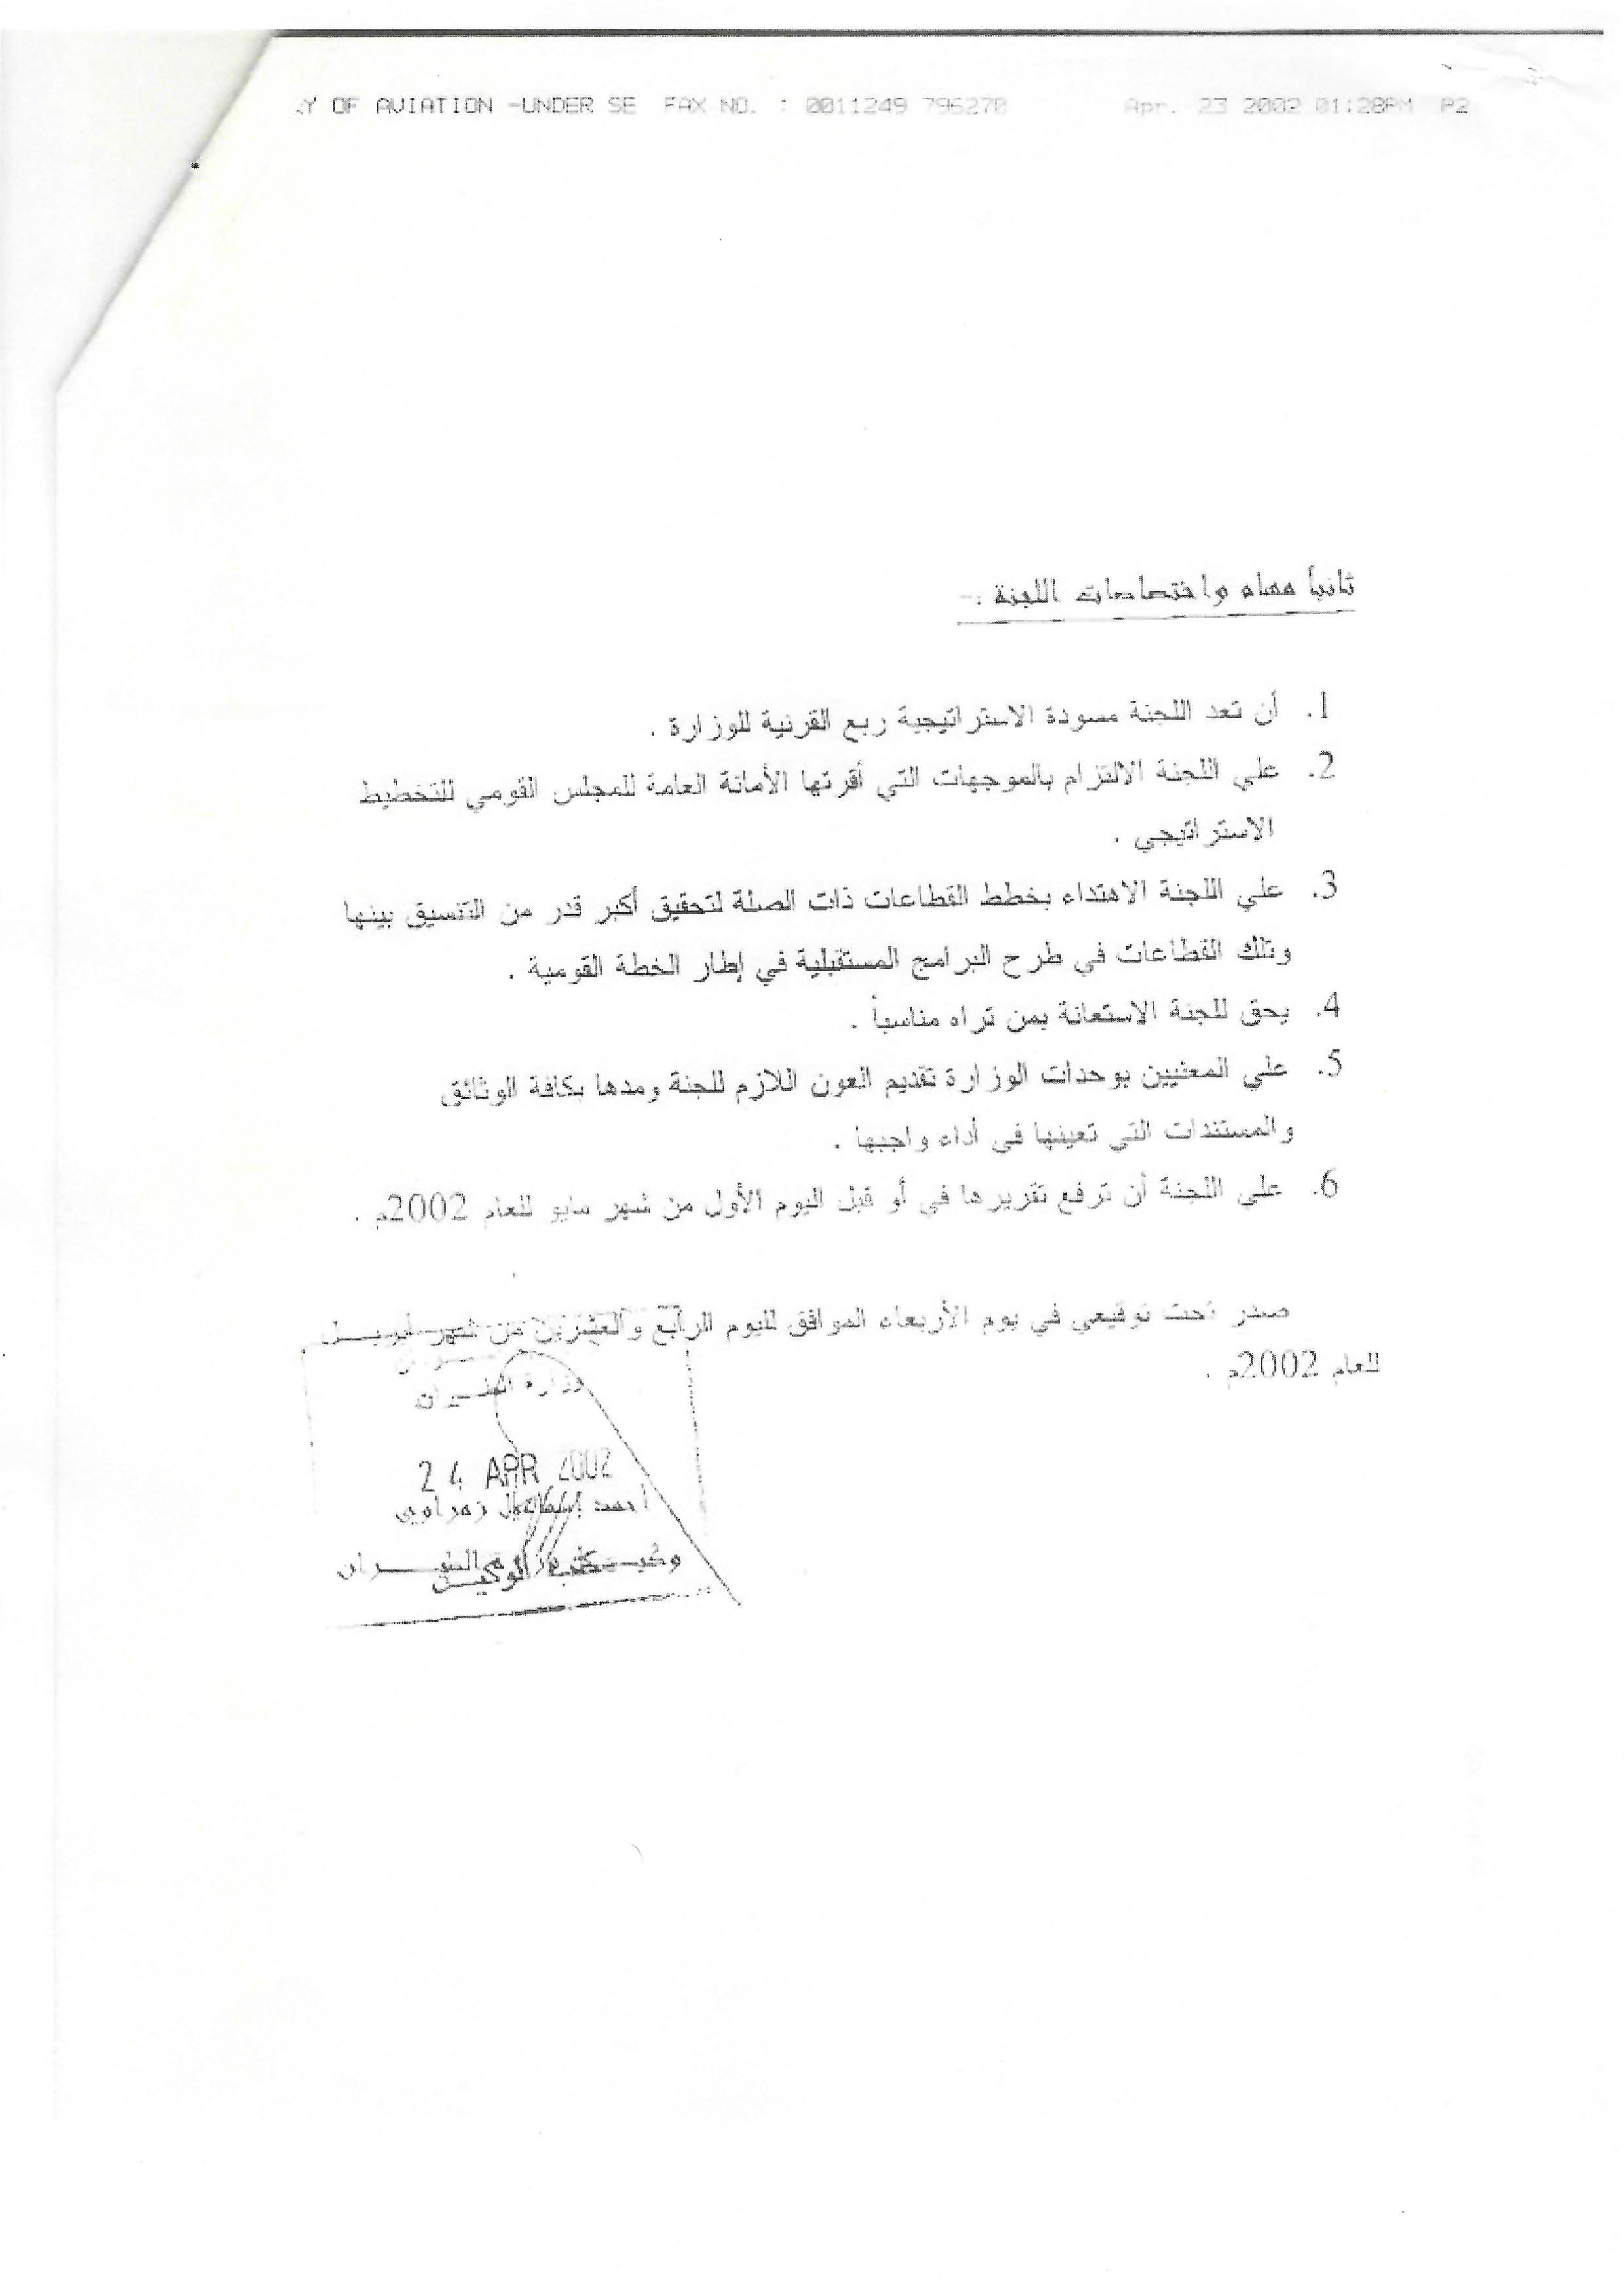 Y OF AVIATION -UNDER SE FAX NO. : 0011249 796270 Apr. 23 2002 01:28PM P2
ثانياً مهام واختصاصات اللجنة :-
1. أن تعد اللجنة مسودة الاستراتيجية ربع القرنية للوزارة .
2. علي اللجنة الالتزام بالموجهات التي أقرتها الأمانة العامة للمجلس القومي للتخطيط
الاستراتيجي .
3. علي اللجنة الاهتداء بخطط القطاعات ذات الصلة لتحقيق أكبر قدر من التنسيق بينها
وتلك القطاعات في طرح البرامج المستقبلية في إطار الخطة القومية .
4. يحق للجنة الاستعانة بمن تراه مناسباً .
5. علي المعنيين بوحدات الوزارة تقديم العون اللازم للجنة ومدها بكافة الوثائق
والمستندات التي تعينها في أداء واجبها .
6. علي اللجنة أن ترفع تقريرها في أو قبل اليوم الأول من شهر مايو للعام 2002م .
صدر تحت توقيعي في يوم الأربعاء الموافق لليوم الرابع والعشرين من شهر أبريـــل
للعام 2002م .
وزارة الطيـران
24 APR 2002
أحمد إسماعيل زمراوي
مكتب الوكيـل